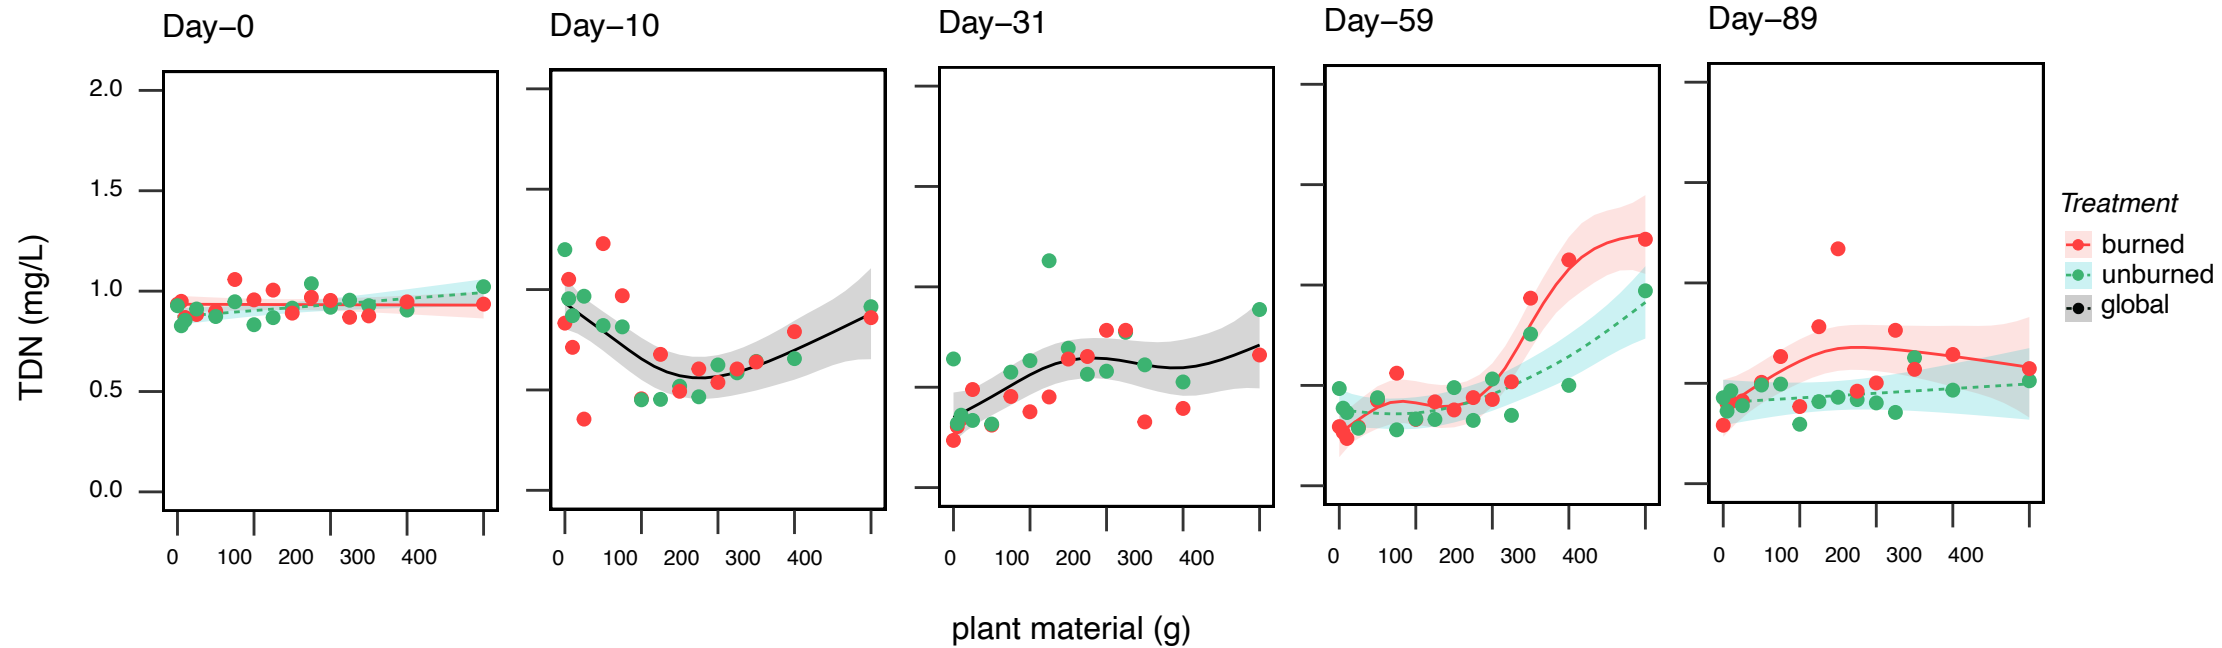 Day–0
Day–10
Day–31
Day–59
Day–89
TDN (mg/L)
2.0
1.5
1.0
0.5
0.0
0 100 200 300 400
0 100 200 300 400
0 100 200 300 400
0 100 200 300 400
0 100 200 300 400
plant material (g)
Treatment
burned
unburned
global